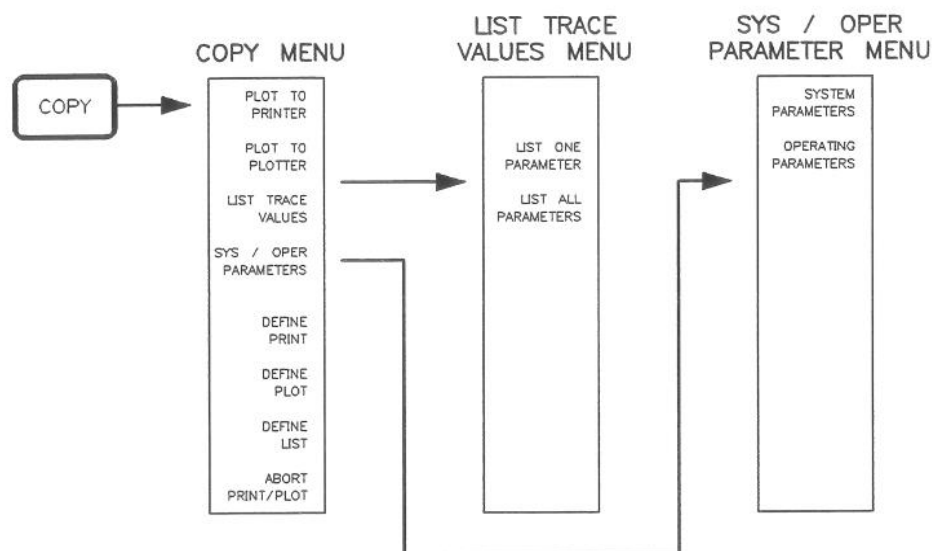 COPY
COPY MENU
PLOT TO
PRINTER
PLOT TO
PLOTTER
LIST TRACE
VALUES
SYS / OPER
PARAMETERS
DEFINE
PRINT
DEFINE
PLOT
DEFINE
LIST
ABORT
PRINT/PLOT
LIST TRACE
VALUES MENU
LIST ONE
PARAMETER
LIST ALL
PARAMETERS
SYS / OPER
PARAMETER MENU
SYSTEM
PARAMETERS
OPERATING
PARAMETERS